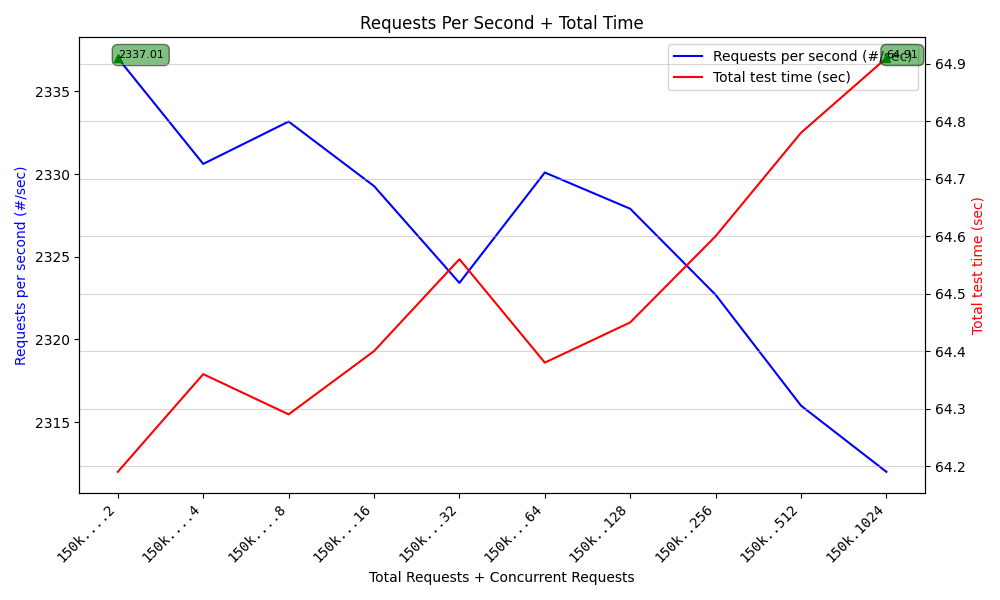 Requests Per Second + Total Time
2337.01
64.91
Requests per second (#/sec)
Total test time (sec)
Requests per second (#/sec)
2335
2330
2325
2320
2315
64.9
64.8
64.7
64.6
64.5
64.4
64.3
64.2
Total test time (sec)
150k....2
150k....4
150k....8
150k...16
150k...32
150k...64
150k..128
150k..256
150k..512
150k.1024
Total Requests + Concurrent Requests